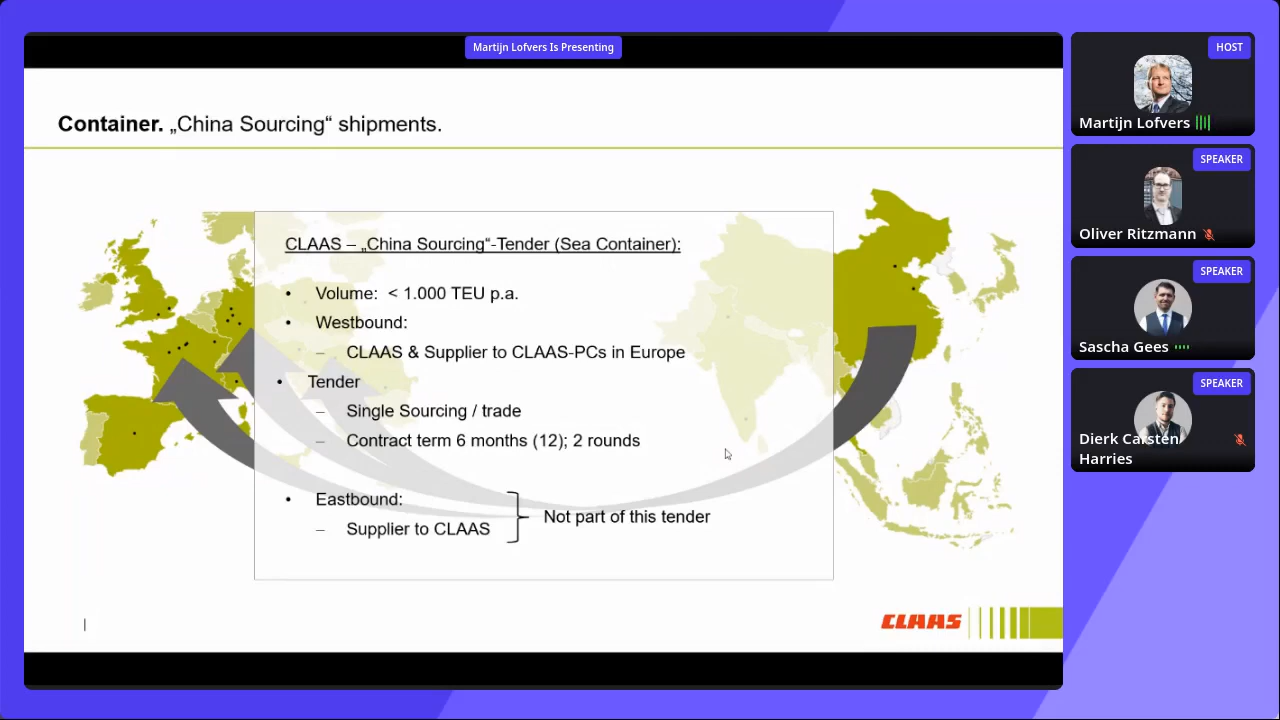 Martijn Lofvers Is Presenting
Container. „China Sourcing“ shipments.
CLAAS – „China Sourcing“-Tender (Sea Container):
• Volume: < 1.000 TEU p.a.
• Westbound:
– CLAAS & Supplier to CLAAS-PCs in Europe
• Tender
– Single Sourcing / trade
– Contract term 6 months (12); 2 rounds
• Eastbound:
– Supplier to CLAAS
Not part of this tender
|
CLAAS
HOST
Martijn Lofvers
SPEAKER
Oliver Ritzmann
SPEAKER
Sascha Gees
SPEAKER
Dierk Carsten
Harries